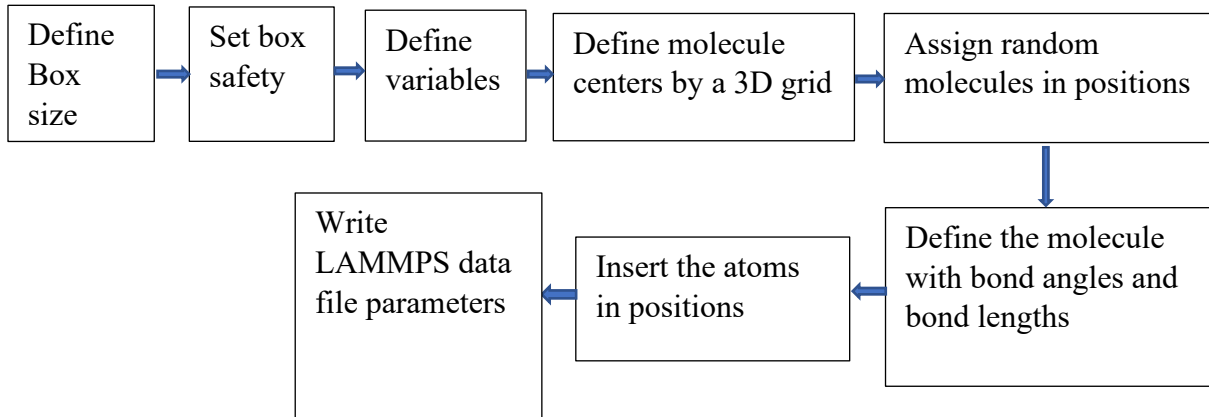 Define
Box
size
Set box
safety
Define
variables
Define molecule
centers by a 3D grid
Assign random
molecules in positions
Define the molecule
with bond angles and
bond lengths
Insert the atoms
in positions
Write
LAMMPS data
file parameters